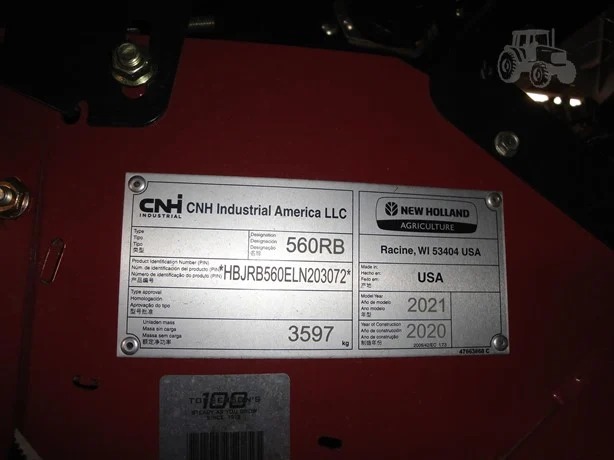 CNH
INDUSTRIAL
CNH Industrial America LLC
Type
Tipo
Tipo
类型
Designation
Designación
Designação
名称
560RB
Product Identification Number (PIN)
Núm. de identificación del producto (PIN)
Número de identificação do produto (PIN)
*HBJRB560ELN203072*
Type approval
Homologación
Aprovação do tipo
型号批准
Unladen mass
Masa sin carga
Massa sem carga
额定净功率
3597 kg
NEW HOLLAND
AGRICULTURE
Racine, WI 53404 USA
Made in:
Hecho en:
Feito em:
产地
USA
Model Year
Año de modelo
Ano modelo
年型
2021
Year of Construction
Año de construcción
Ano de construção
制造年份
2020
47663868 C
100